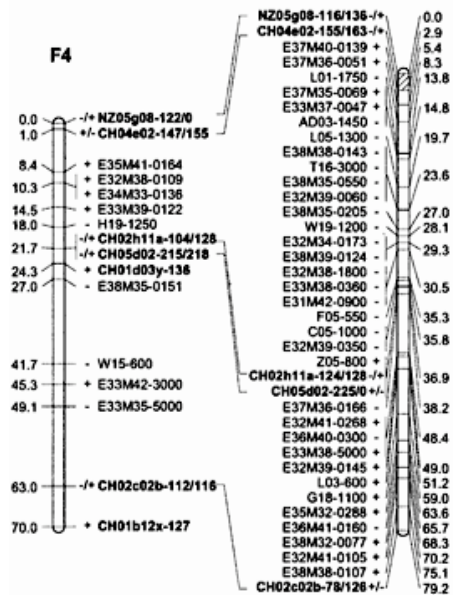 F4
0.0 -/+ NZ05g08-122/0
1.0 +/- CH04e02-147/155
8.4 + E35M41-0164
+ E32M38-0109
10.3 + E34M33-0136
14.5 + E33M39-0122
18.0 - H19-1250
-/+ CH02h11a-104/128
21.7 -/+ CH05d02-215/218
24.3 + CH01d03y-136
27.0 - E38M35-0151
41.7 - W15-600
45.3 + E33M42-3000
49.1 - E33M35-5000
63.0 -/+ CH02c02b-112/116
70.0 + CH01b12x-127
NZ05g08-116/136 -/+ 0.0
CH04e02-155/163 -/+ 2.9
E37M40-0139 + 5.4
E37M36-0051 + 8.3
L01-1750 - 13.8
E37M35-0069 +
E33M37-0047 + 14.8
AD03-1450 -
L05-1300 - 19.7
E38M38-0143 -
T16-3000 -
E38M35-0550 - 23.6
E32M39-0060 -
E38M35-0205 - 27.0
W19-1200 - 28.1
E32M34-0173 - 29.3
E38M39-0124 -
E32M38-1800 -
E33M38-0360 - 30.5
E31M42-0900 -
F05-550 - 35.3
C05-1000 - 35.8
E32M39-0350 -
Z05-800 +
CH02h11a-124/128 -/+ 36.9
CH05d02-225/0 +/-
E37M36-0166 - 38.2
E32M41-0268 +
E36M40-0300 - 48.4
E33M38-5000 +
E32M39-0145 + 49.0
L03-600 + 51.2
G18-1100 + 59.0
E35M32-0288 + 63.6
E36M41-0160 - 65.7
E38M32-0077 + 68.3
E32M41-0105 + 70.2
E38M38-0107 + 75.1
CH02c02b-78/126 +/- 79.2